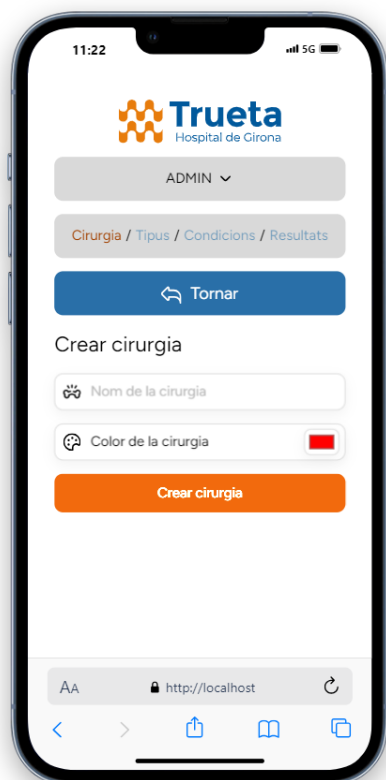 11:22 5G
Trueta
Hospital de Girona
ADMIN
Cirurgia / Tipus / Condicions / Resultats
Tornar
Crear cirurgia
Nom de la cirurgia
Color de la cirurgia
Crear cirurgia
AA http://localhost